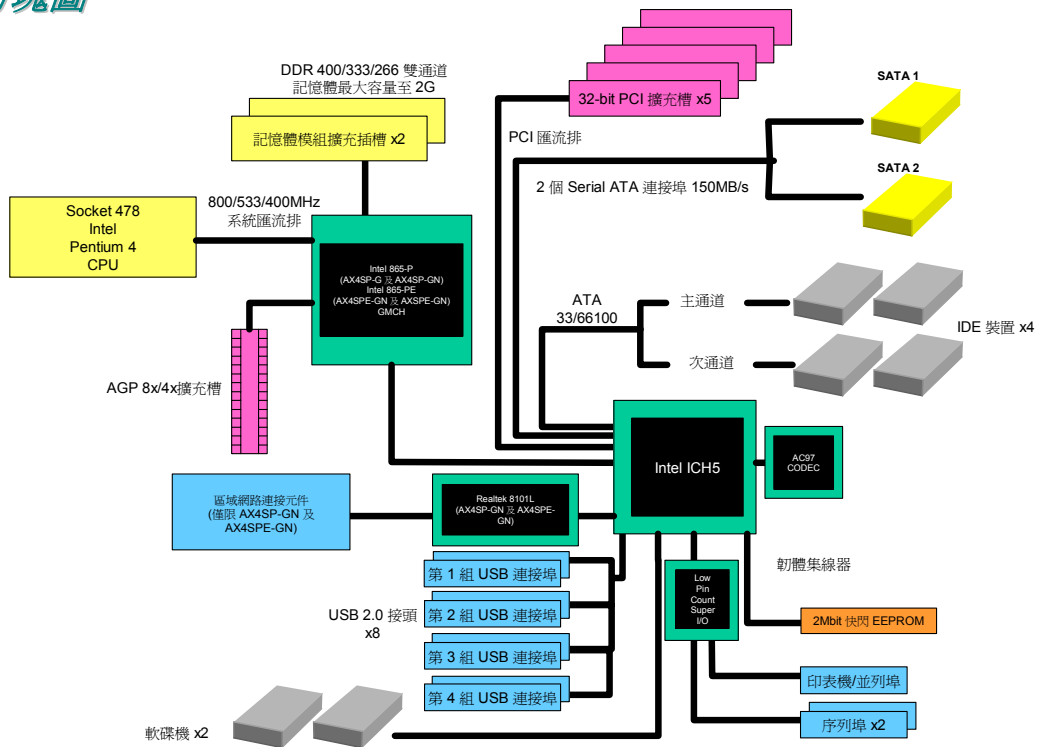 塊圖
DDR 400/333/266 雙通道
記憶體最大容量至 2G
記憶體模組擴充插槽 x2
32-bit PCI 擴充槽 x5
PCI 匯流排
SATA 1
2 個 Serial ATA 連接埠 150MB/s
SATA 2
Socket 478
Intel
Pentium 4
CPU
800/533/400MHz
系統匯流排
Intel 865-P
(AX4SP-G 及 AX4SP-GN)
Intel 865-PE
(AX4SPE-GN 及 AXSPE-GN)
GMCH
ATA
33/66100
主通道
次通道
IDE 裝置 x4
AGP 8x/4x擴充槽
Intel ICH5
AC97
CODEC
區域網路連接元件
(僅限 AX4SP-GN 及
AX4SPE-GN)
Realtek 8101L
(AX4SP-GN 及 AX4SPE-
GN)
第 1 組 USB 連接埠
第 2 組 USB 連接埠
第 3 組 USB 連接埠
第 4 組 USB 連接埠
USB 2.0 接頭
x8
Low
Pin
Count
Super
I/O
韌體集線器
2Mbit 快閃 EEPROM
印表機/並列埠
序列埠 x2
軟碟機 x2